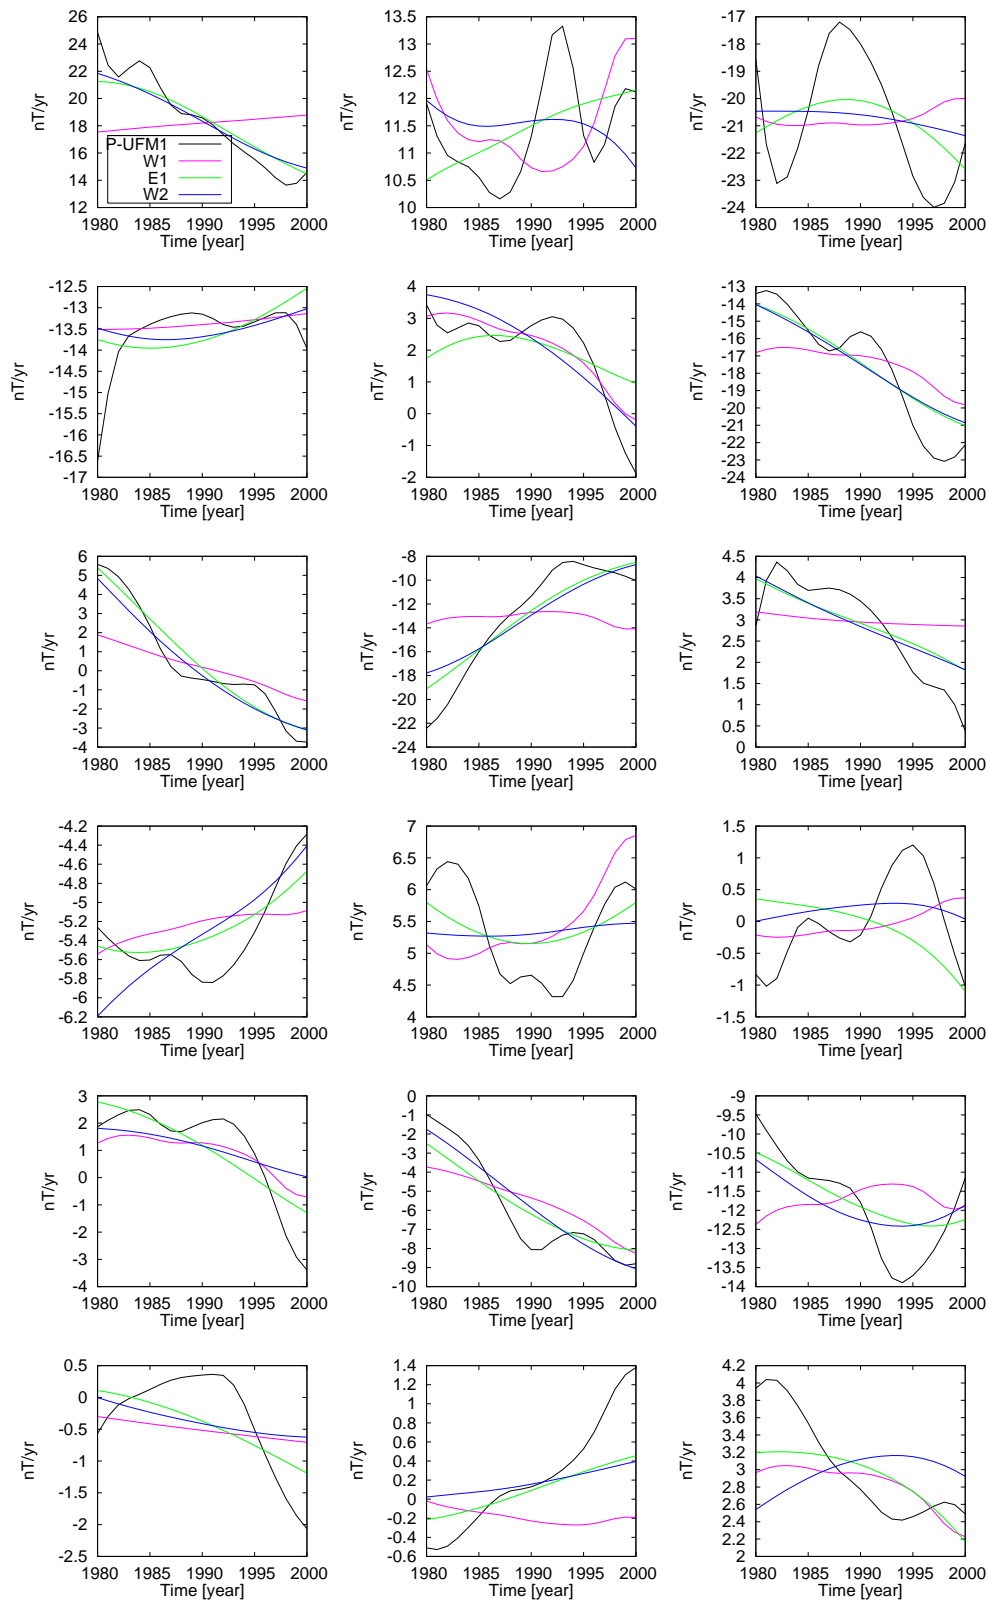 26
24
22
20
18
16
14
12
nT/yr
P-UFM1
W1
E1
W2
1980 1985 1990 1995 2000
Time [year]
13.5
13
12.5
12
11.5
11
10.5
10
nT/yr
1980 1985 1990 1995 2000
Time [year]
-17
-18
-19
-20
-21
-22
-23
-24
nT/yr
1980 1985 1990 1995 2000
Time [year]
-12.5
-13
-13.5
-14
-14.5
-15
-15.5
-16
-16.5
-17
nT/yr
1980 1985 1990 1995 2000
Time [year]
4
3
2
1
0
-1
-2
nT/yr
1980 1985 1990 1995 2000
Time [year]
-13
-14
-15
-16
-17
-18
-19
-20
-21
-22
-23
-24
nT/yr
1980 1985 1990 1995 2000
Time [year]
6
5
4
3
2
1
0
-1
-2
-3
-4
nT/yr
1980 1985 1990 1995 2000
Time [year]
-8
-10
-12
-14
-16
-18
-20
-22
-24
nT/yr
1980 1985 1990 1995 2000
Time [year]
4.5
4
3.5
3
2.5
2
1.5
1
0.5
0
nT/yr
1980 1985 1990 1995 2000
Time [year]
-4.2
-4.4
-4.6
-4.8
-5
-5.2
-5.4
-5.6
-5.8
-6
-6.2
nT/yr
1980 1985 1990 1995 2000
Time [year]
7
6.5
6
5.5
5
4.5
4
nT/yr
1980 1985 1990 1995 2000
Time [year]
1.5
1
0.5
0
-0.5
-1
-1.5
nT/yr
1980 1985 1990 1995 2000
Time [year]
3
2
1
0
-1
-2
-3
-4
nT/yr
1980 1985 1990 1995 2000
Time [year]
0
-1
-2
-3
-4
-5
-6
-7
-8
-9
-10
nT/yr
1980 1985 1990 1995 2000
Time [year]
-9
-9.5
-10
-10.5
-11
-11.5
-12
-12.5
-13
-13.5
-14
nT/yr
1980 1985 1990 1995 2000
Time [year]
0.5
0
-0.5
-1
-1.5
-2
-2.5
nT/yr
1980 1985 1990 1995 2000
Time [year]
1.4
1.2
1
0.8
0.6
0.4
0.2
0
-0.2
-0.4
-0.6
nT/yr
1980 1985 1990 1995 2000
Time [year]
4.2
4
3.8
3.6
3.4
3.2
3
2.8
2.6
2.4
2.2
2
nT/yr
1980 1985 1990 1995 2000
Time [year]